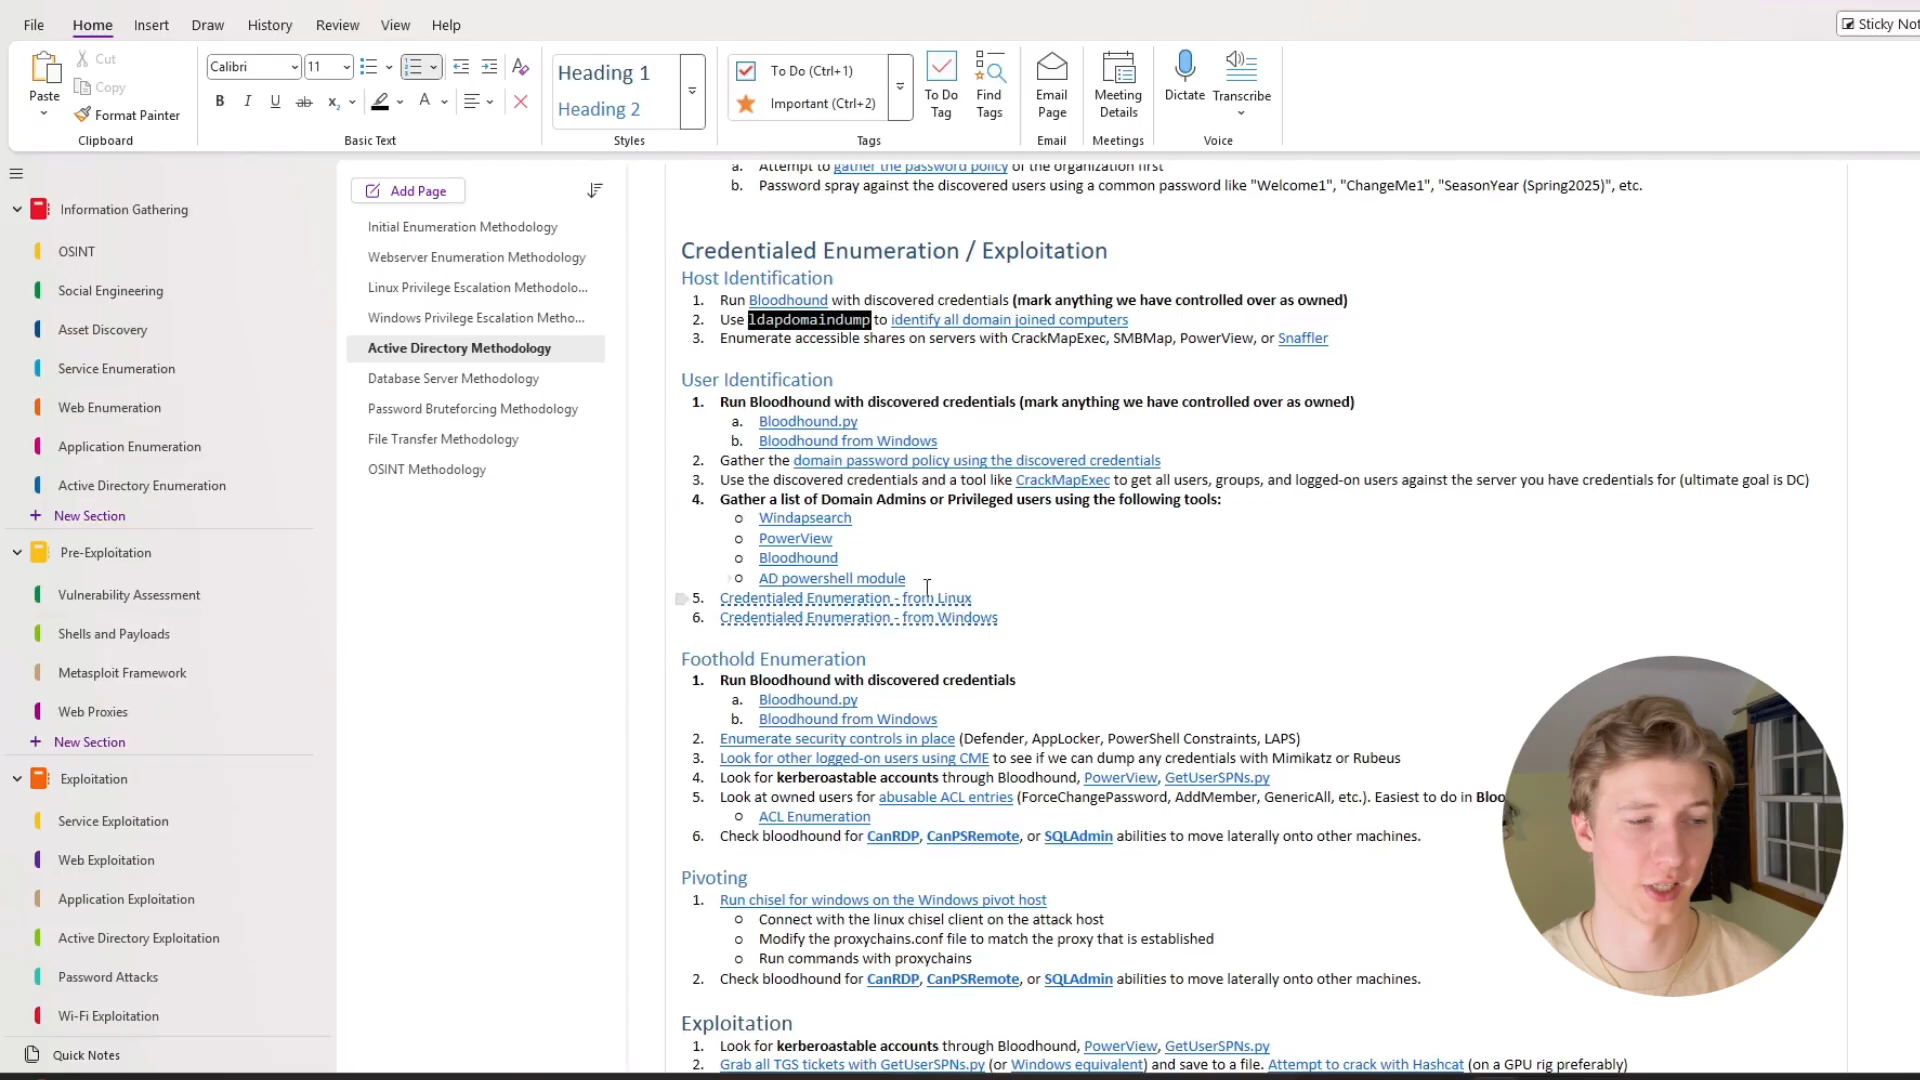 File Home Insert Draw History Review View Help
Sticky Not
Paste
Cut
Copy
Format Painter
Clipboard
Calibri 11
B I U ab x
A
Basic Text
Heading 1
Heading 2
Styles
To Do (Ctrl+1)
Important (Ctrl+2)
To Do Tag
Find Tags
Tags
Email Page
Email
Meeting Details
Meetings
Dictate
Transcribe
Voice
Information Gathering
OSINT
Social Engineering
Asset Discovery
Service Enumeration
Web Enumeration
Application Enumeration
Active Directory Enumeration
+ New Section
Pre-Exploitation
Vulnerability Assessment
Shells and Payloads
Metasploit Framework
Web Proxies
+ New Section
Exploitation
Service Exploitation
Web Exploitation
Application Exploitation
Active Directory Exploitation
Password Attacks
Wi-Fi Exploitation
Quick Notes
Add Page
Initial Enumeration Methodology
Webserver Enumeration Methodology
Linux Privilege Escalation Methodolo...
Windows Privilege Escalation Metho...
Active Directory Methodology
Database Server Methodology
Password Bruteforcing Methodology
File Transfer Methodology
OSINT Methodology
a. Attempt to gather the password policy of the organization first
b. Password spray against the discovered users using a common password like "Welcome1", "ChangeMe1", "SeasonYear (Spring2025)", etc.
Credentialed Enumeration / Exploitation
Host Identification
1. Run Bloodhound with discovered credentials (mark anything we have controlled over as owned)
2. Use ldapdomaindump to identify all domain joined computers
3. Enumerate accessible shares on servers with CrackMapExec, SMBMap, PowerView, or Snaffler
User Identification
1. Run Bloodhound with discovered credentials (mark anything we have controlled over as owned)
a. Bloodhound.py
b. Bloodhound from Windows
2. Gather the domain password policy using the discovered credentials
3. Use the discovered credentials and a tool like CrackMapExec to get all users, groups, and logged-on users against the server you have credentials for (ultimate goal is DC)
4. Gather a list of Domain Admins or Privileged users using the following tools:
o Windapsearch
o PowerView
o Bloodhound
o AD powershell module
5. Credentialed Enumeration - from Linux
6. Credentialed Enumeration - from Windows
Foothold Enumeration
1. Run Bloodhound with discovered credentials
a. Bloodhound.py
b. Bloodhound from Windows
2. Enumerate security controls in place (Defender, AppLocker, PowerShell Constraints, LAPS)
3. Look for other logged-on users using CME to see if we can dump any credentials with Mimikatz or Rubeus
4. Look for kerberoastable accounts through Bloodhound, PowerView, GetUserSPNs.py
5. Look at owned users for abusable ACL entries (ForceChangePassword, AddMember, GenericAll, etc.). Easiest to do in Bloo
o ACL Enumeration
6. Check bloodhound for CanRDP, CanPSRemote, or SQLAdmin abilities to move laterally onto other machines.
Pivoting
1. Run chisel for windows on the Windows pivot host
o Connect with the linux chisel client on the attack host
o Modify the proxychains.conf file to match the proxy that is established
o Run commands with proxychains
2. Check bloodhound for CanRDP, CanPSRemote, or SQLAdmin abilities to move laterally onto other machines.
Exploitation
1. Look for kerberoastable accounts through Bloodhound, PowerView, GetUserSPNs.py
2. Grab all TGS tickets with GetUserSPNs.py (or Windows equivalent) and save to a file. Attempt to crack with Hashcat (on a GPU rig preferably)